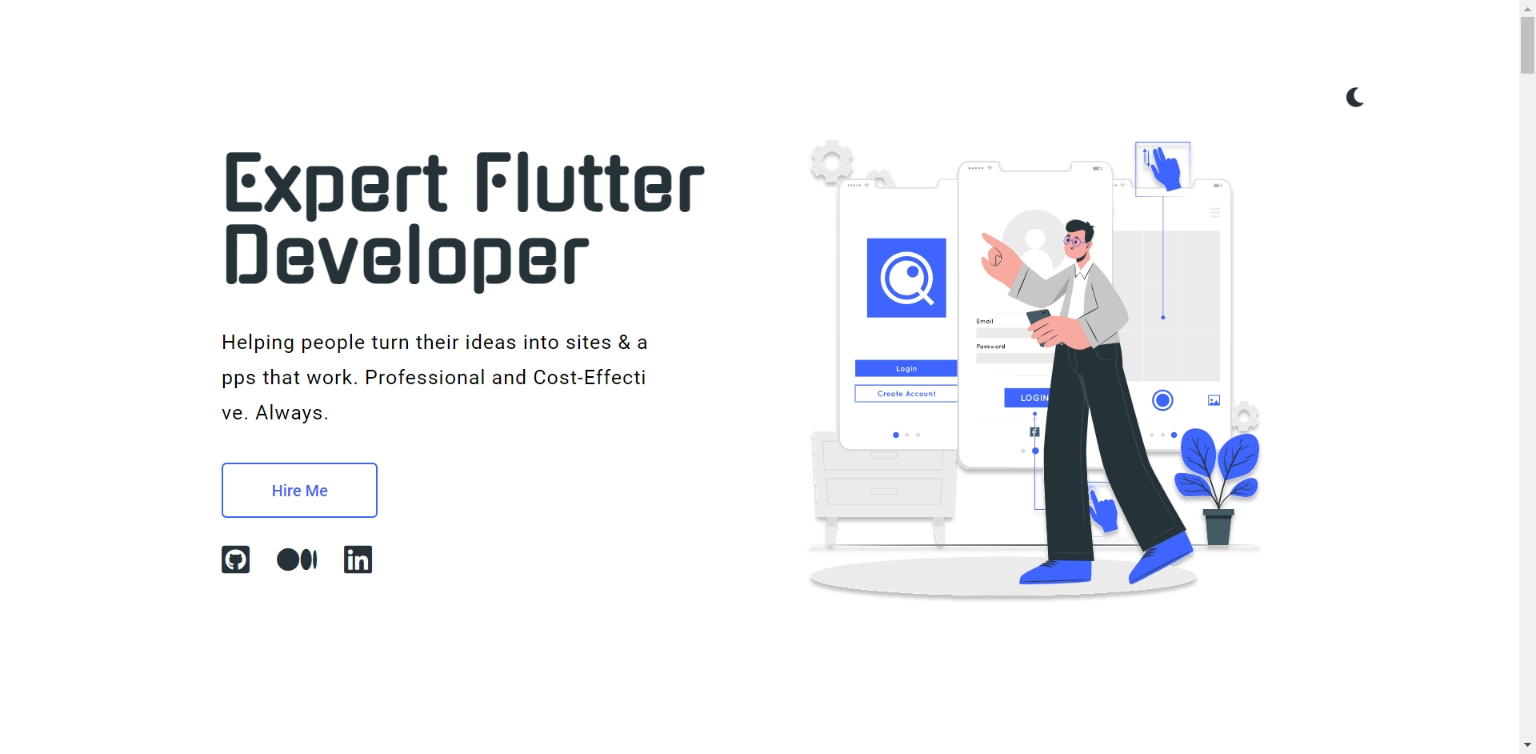 Expert Flutter
Developer
Helping people turn their ideas into sites & a
pps that work. Professional and Cost-Effecti
ve. Always.
Hire Me
Login
Create Account
Email
Password
LOGIN